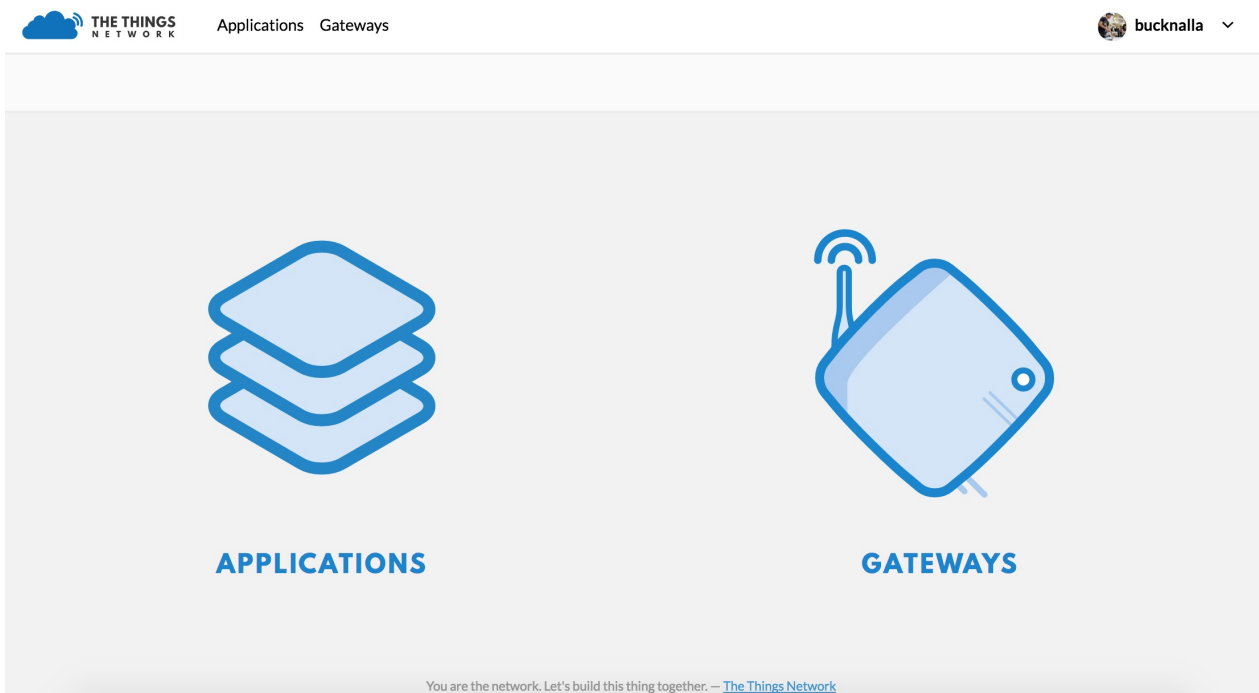 THE THINGS
NETWORK
Applications Gateways
bucknalla
APPLICATIONS
GATEWAYS
You are the network. Let's build this thing together. — The Things Network